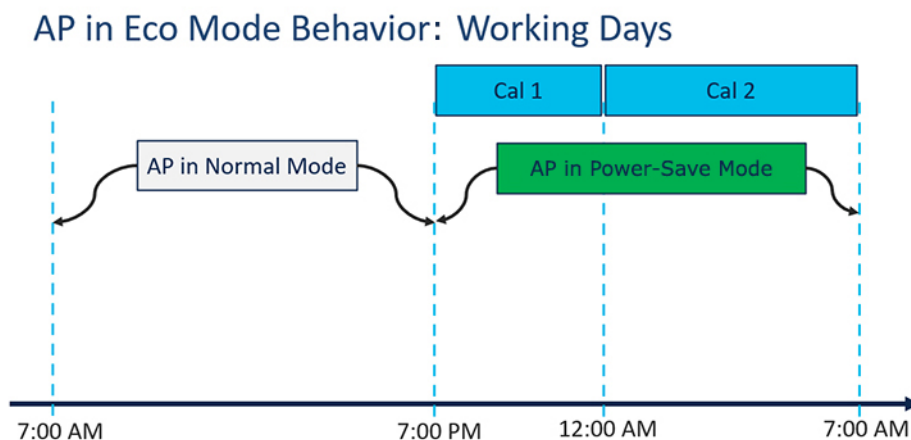 AP in Eco Mode Behavior: Working Days
Cal 1
Cal 2
AP in Normal Mode
AP in Power-Save Mode
7:00 AM
7:00 PM
12:00 AM
7:00 AM